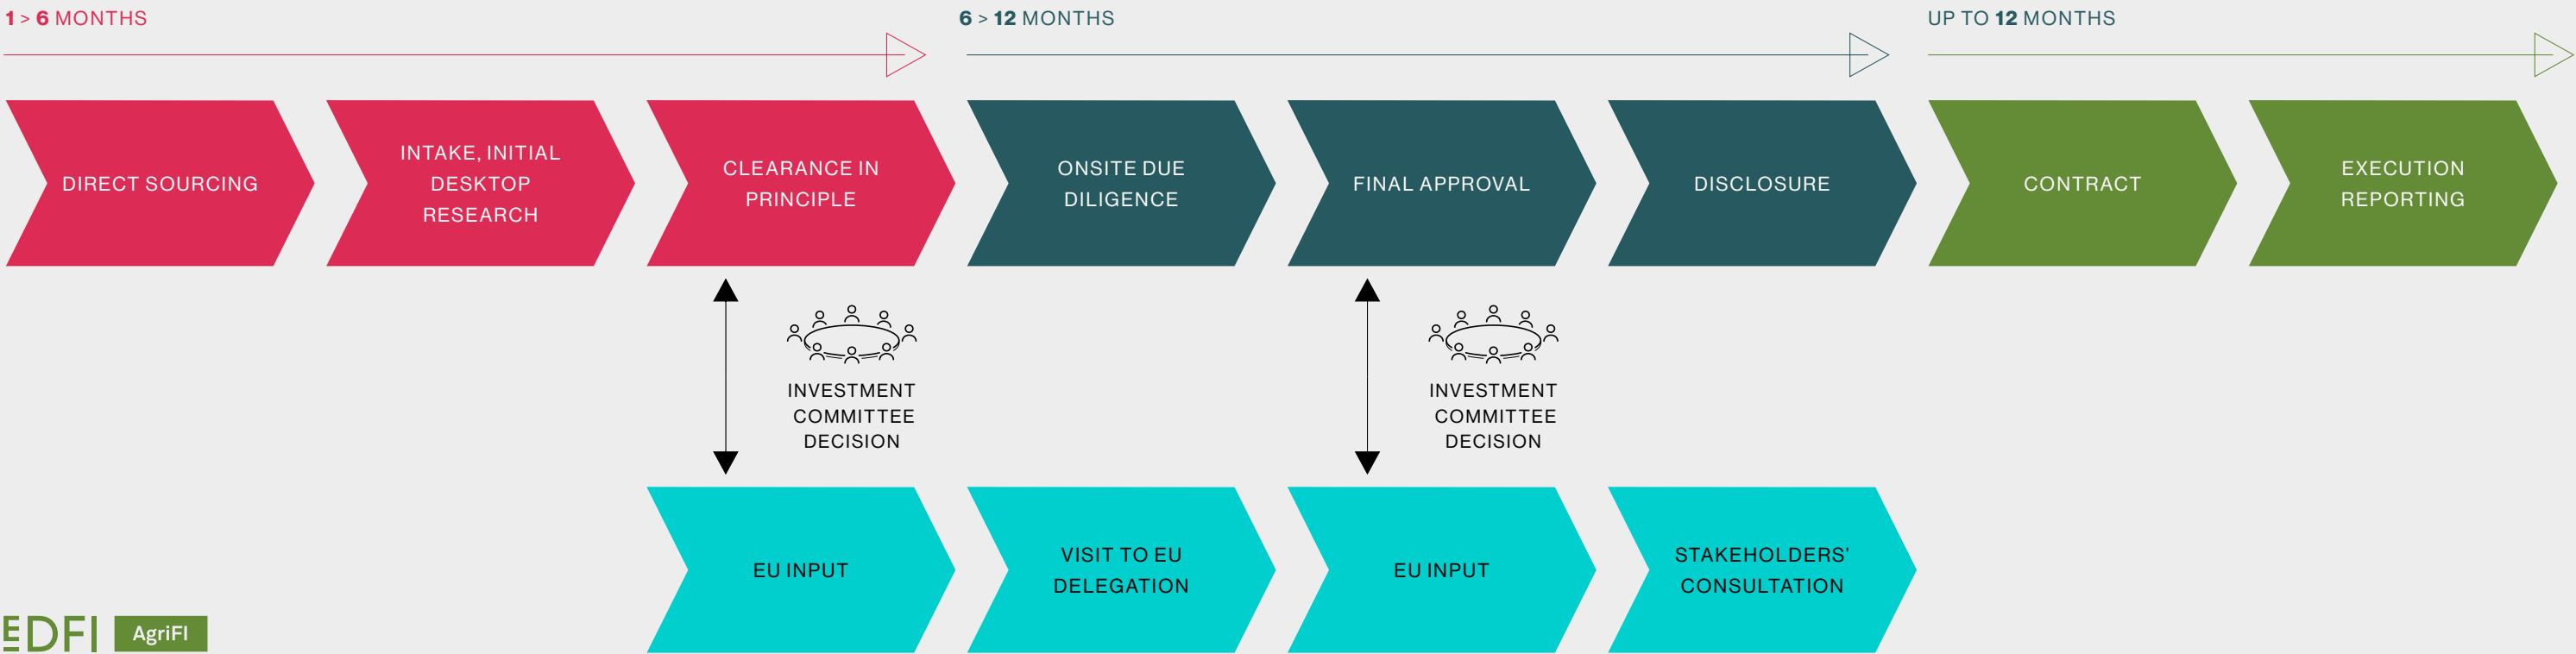 1 > 6 MONTHS
6 > 12 MONTHS
UP TO 12 MONTHS
DIRECT SOURCING
INTAKE, INITIAL
DESKTOP
RESEARCH
CLEARANCE IN
PRINCIPLE
ONSITE DUE
DILIGENCE
FINAL APPROVAL
DISCLOSURE
CONTRACT
EXECUTION
REPORTING
INVESTMENT
COMMITTEE
DECISION
INVESTMENT
COMMITTEE
DECISION
EU INPUT
VISIT TO EU
DELEGATION
EU INPUT
STAKEHOLDERS’
CONSULTATION
EDFI
AgriFI